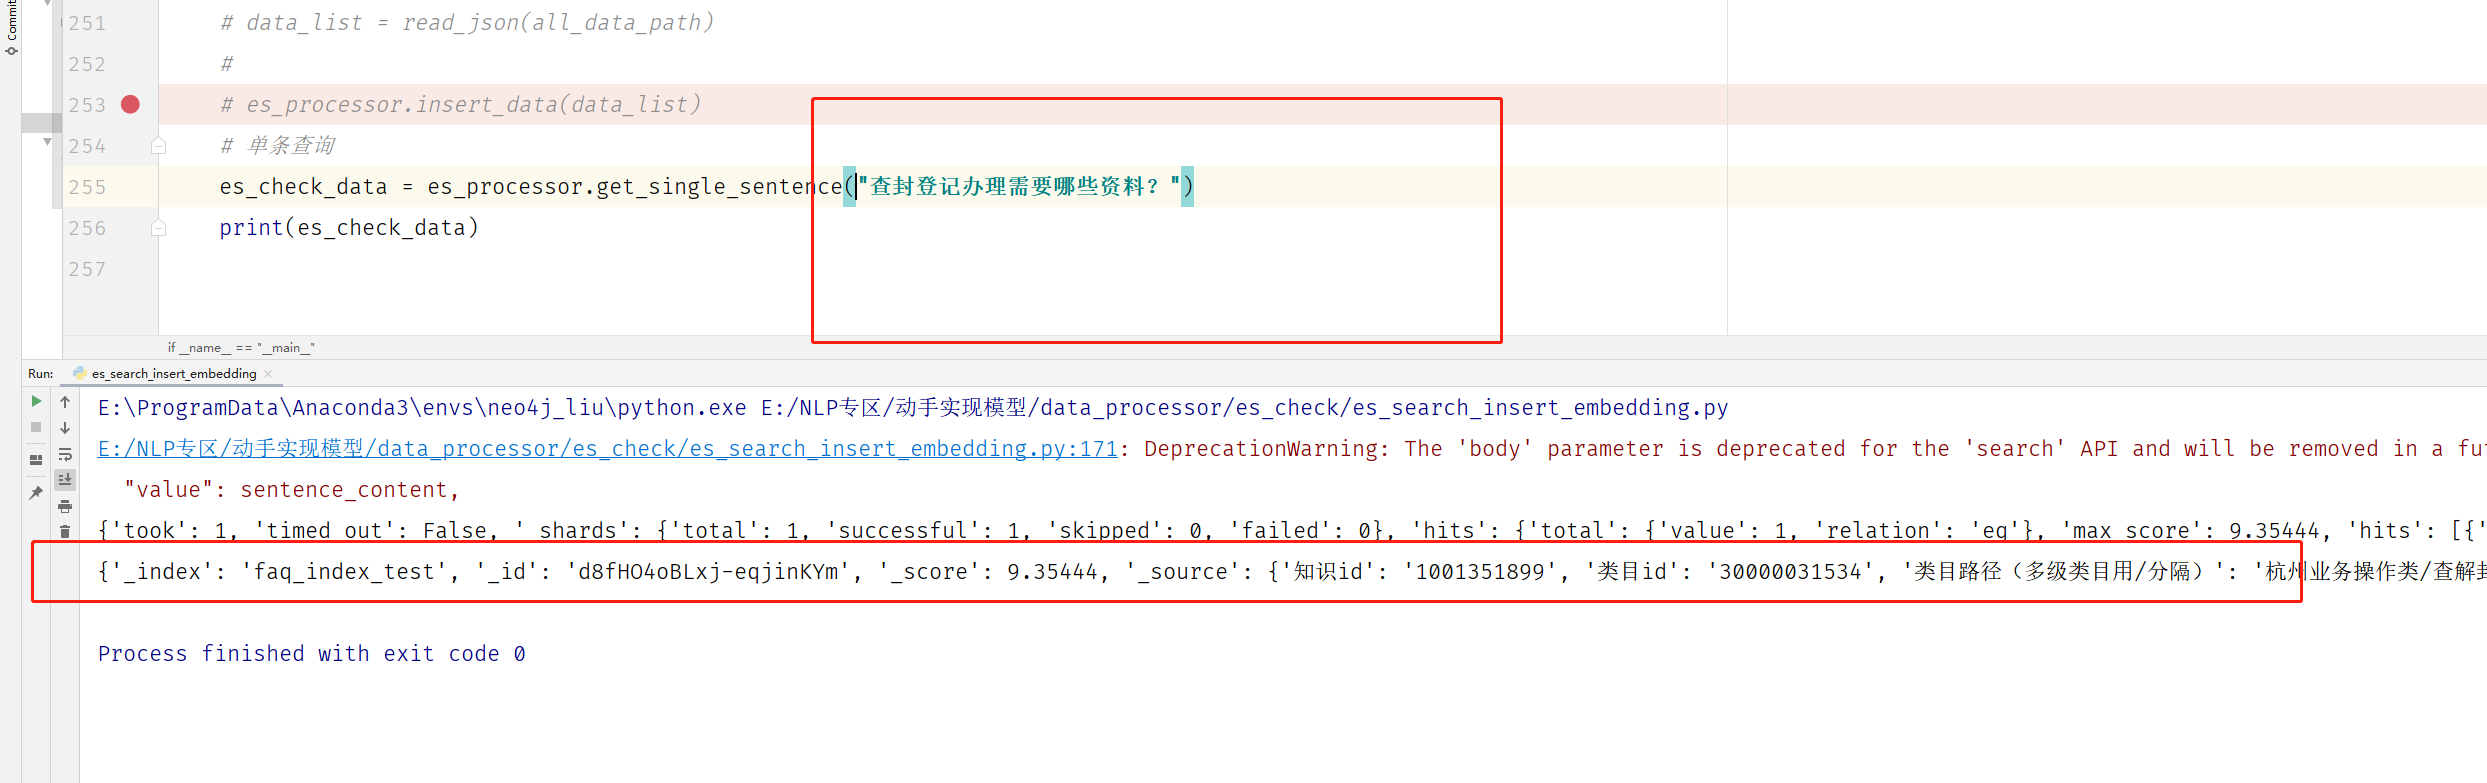 Commit
251 # data_list = read_json(all_data_path)
252 #
253 # es_processor.insert_data(data_list)
254 # 单条查询
255 es_check_data = es_processor.get_single_sentence("查封登记办理需要哪些资料？")
256 print(es_check_data)
257
if __name__ == "__main__"
Run: es_search_insert_embedding ×
E:\ProgramData\Anaconda3\envs\neo4j_liu\python.exe E:/NLP专区/动手实现模型/data_processor/es_check/es_search_insert_embedding.py
E:/NLP专区/动手实现模型/data_processor/es_check/es_search_insert_embedding.py:171: DeprecationWarning: The 'body' parameter is deprecated for the 'search' API and will be removed in a fu
"value": sentence_content,
{'took': 1, 'timed_out': False, '_shards': {'total': 1, 'successful': 1, 'skipped': 0, 'failed': 0}, 'hits': {'total': {'value': 1, 'relation': 'eq'}, 'max_score': 9.35444, 'hits': [{'
{'_index': 'faq_index_test', '_id': 'd8fHO4oBLxj-eqjinKYm', '_score': 9.35444, '_source': {'知识id': '1001351899', '类目id': '30000031534', '类目路径（多级类目用/分隔）': '杭州业务操作类/查解封
Process finished with exit code 0